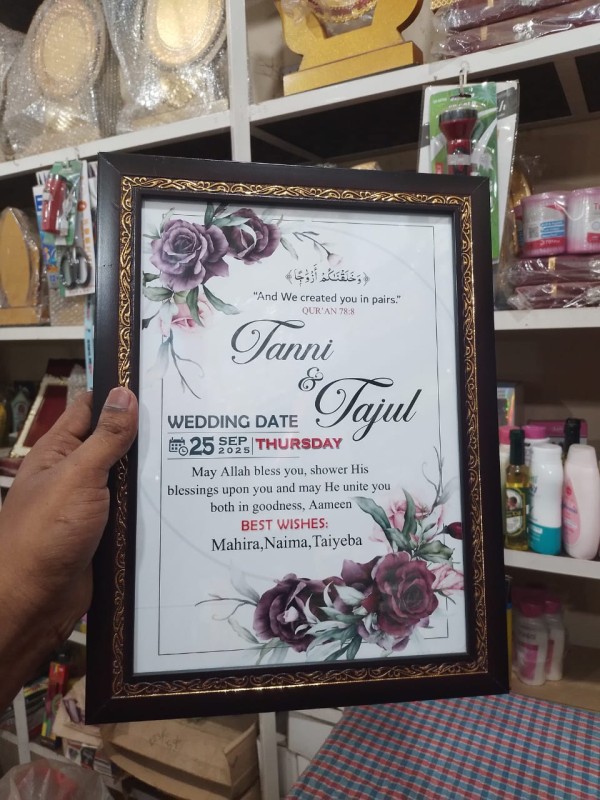 ﴿وَخَلَقْنَاكُمْ أَزْوَاجًا﴾
"And We created you in pairs."
QUR'AN 78:8
Tanni
&
Tajul
WEDDING DATE
25 SEP 2025 THURSDAY
May Allah bless you, shower His
blessings upon you and may He unite you
both in goodness, Aameen
BEST WISHES:
Mahira,Naima,Taiyeba